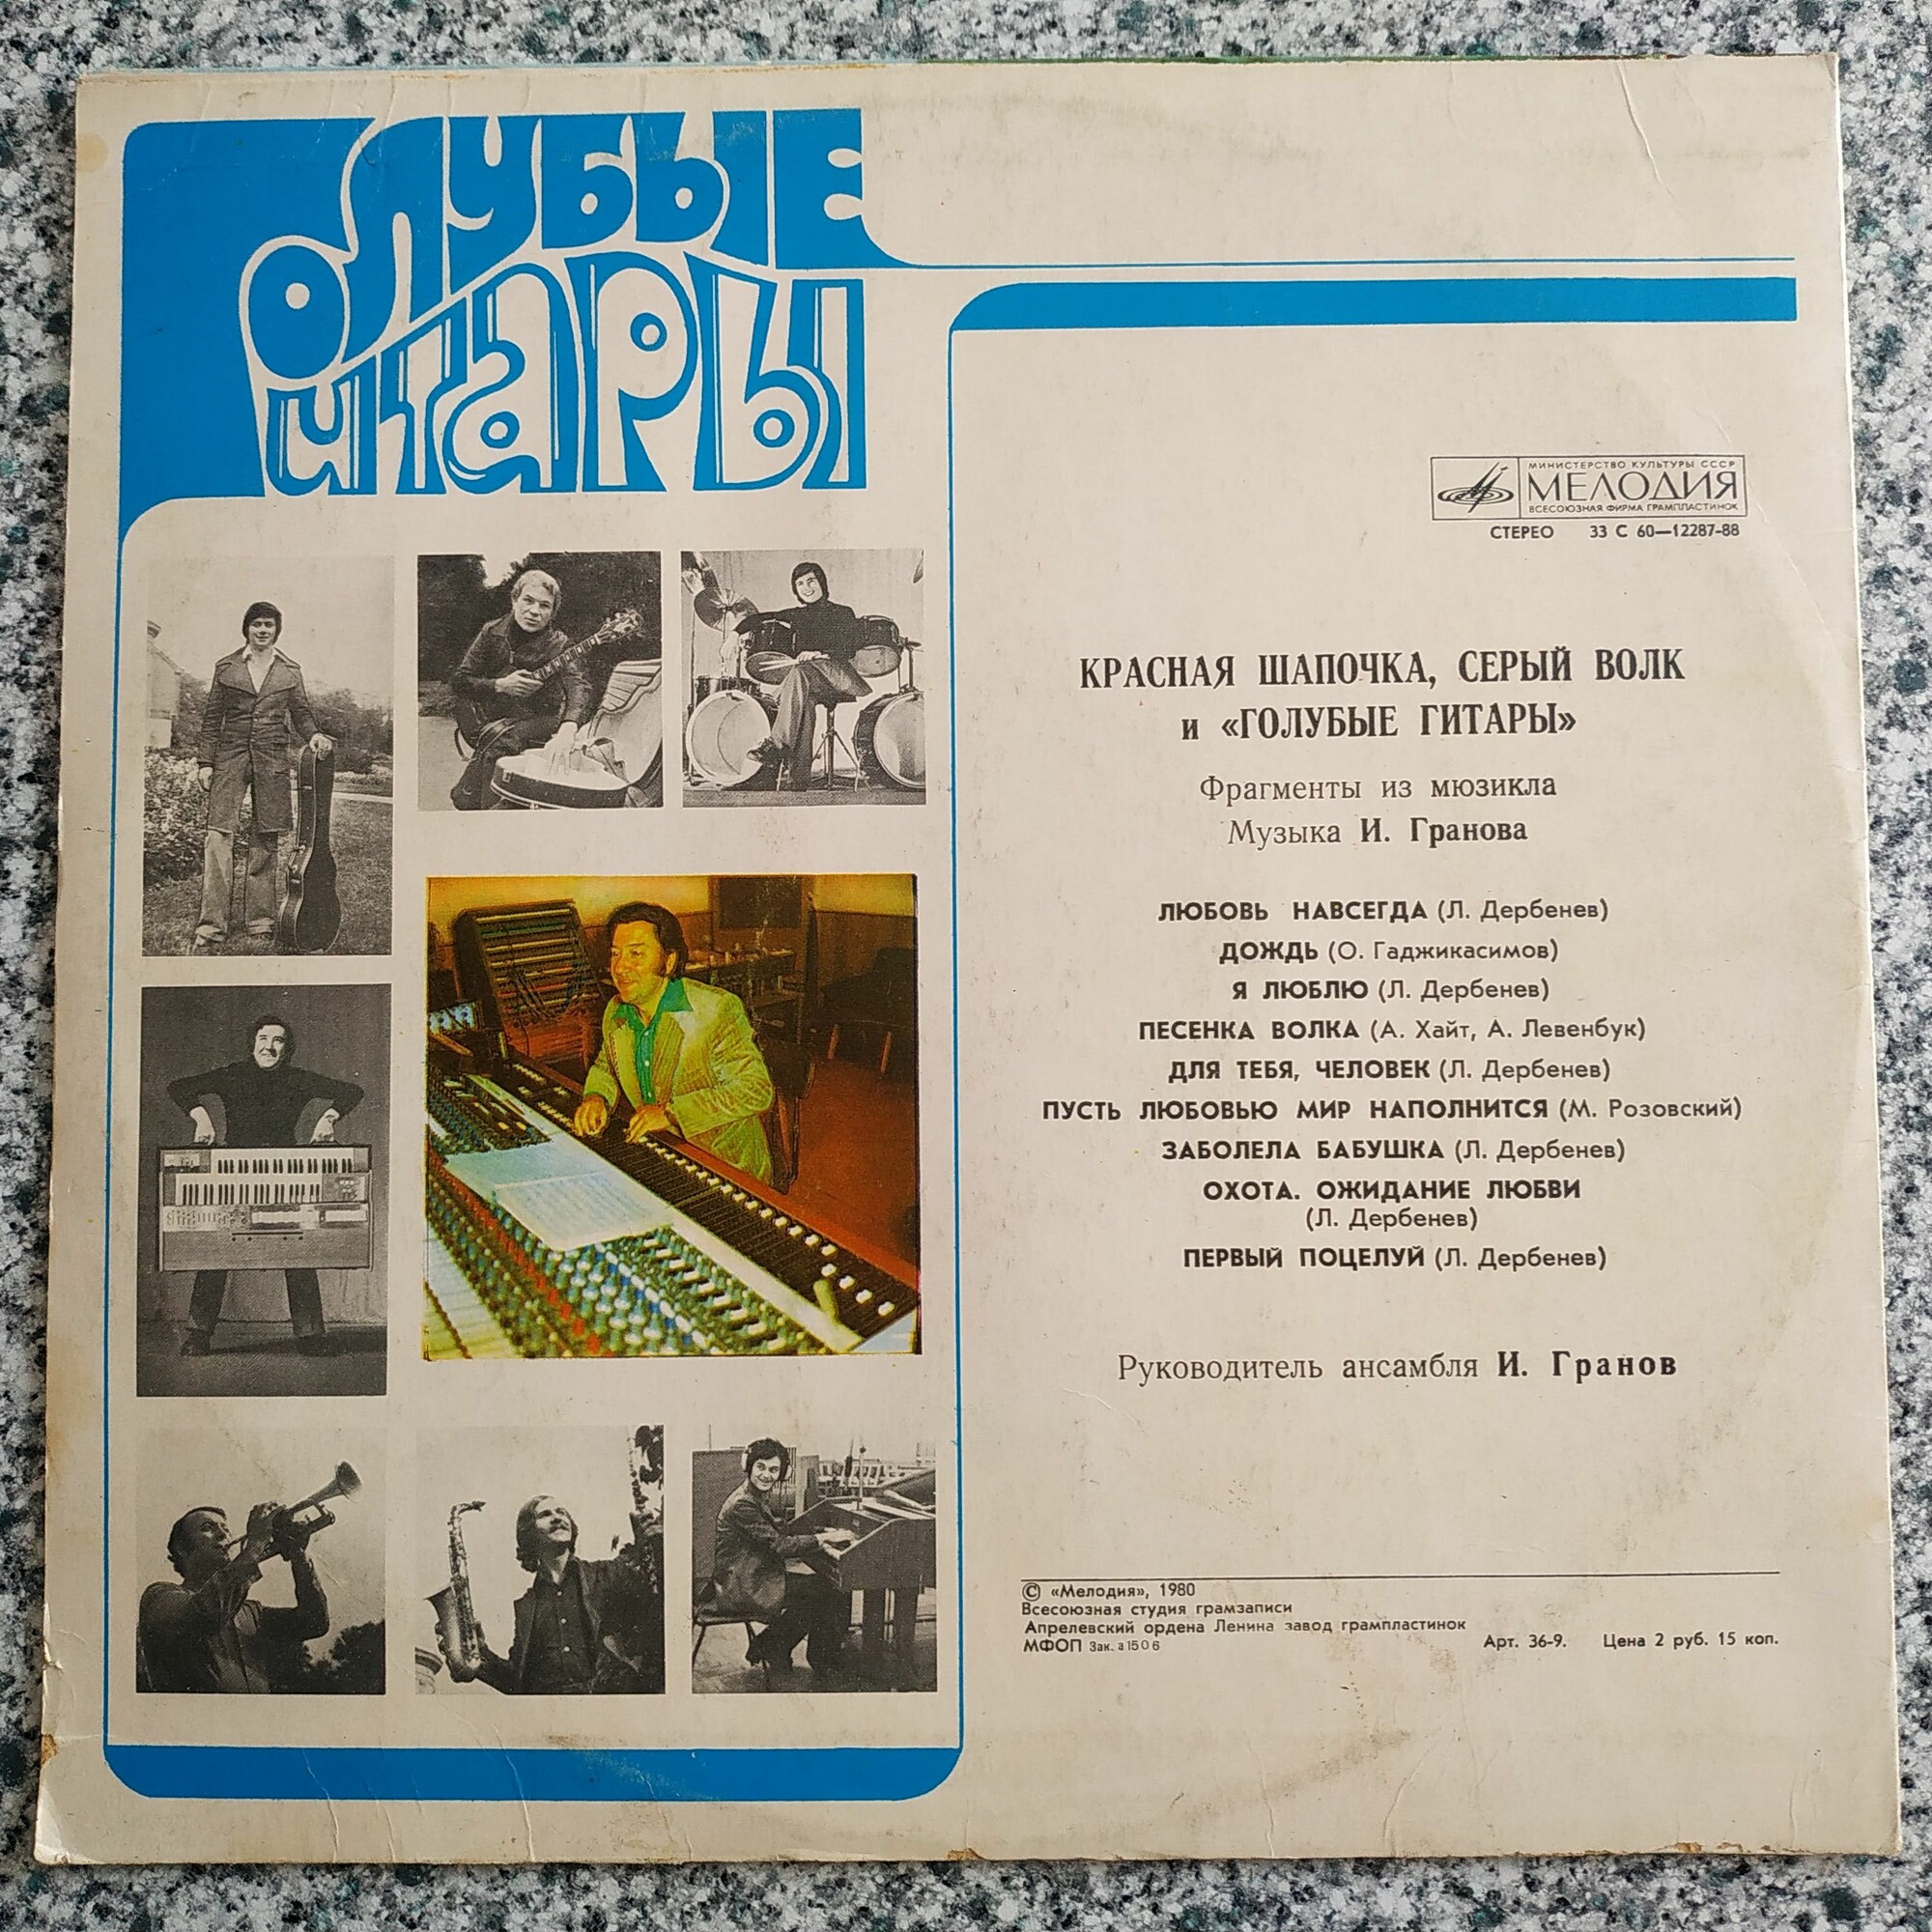 Голубые
гитары
МИНИСТЕРСТВО КУЛЬТУРЫ СССР
МЕЛОДИЯ
ВСЕСОЮЗНАЯ ФИРМА ГРАМПЛАСТИНОК
СТЕРЕО 33 С 60—12287-88
КРАСНАЯ ШАПОЧКА, СЕРЫЙ ВОЛК
и «ГОЛУБЫЕ ГИТАРЫ»
Фрагменты из мюзикла
Музыка И. Гранова
ЛЮБОВЬ НАВСЕГДА (Л. Дербенев)
ДОЖДЬ (О. Гаджикасимов)
Я ЛЮБЛЮ (Л. Дербенев)
ПЕСЕНКА ВОЛКА (А. Хайт, А. Левенбук)
ДЛЯ ТЕБЯ, ЧЕЛОВЕК (Л. Дербенев)
ПУСТЬ ЛЮБОВЬЮ МИР НАПОЛНИТСЯ (М. Розовский)
ЗАБОЛЕЛА БАБУШКА (Л. Дербенев)
ОХОТА. ОЖИДАНИЕ ЛЮБВИ
(Л. Дербенев)
ПЕРВЫЙ ПОЦЕЛУЙ (Л. Дербенев)
Руководитель ансамбля И. Гранов
© «Мелодия», 1980
Всесоюзная студия грамзаписи
Апрелевский ордена Ленина завод грампластинок
МФОП Зак. а 1506 Арт. 36-9. Цена 2 руб. 15 коп.